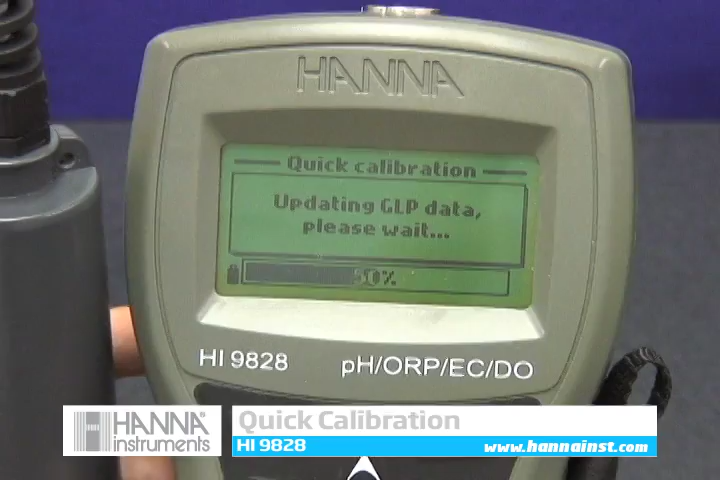 HANNA
Quick calibration
Updating GLP data,
please wait...
50%
HI 9828
pH/ORP/EC/DO
HANNA®
instruments
Quick Calibration
HI 9828
www.hannainst.com